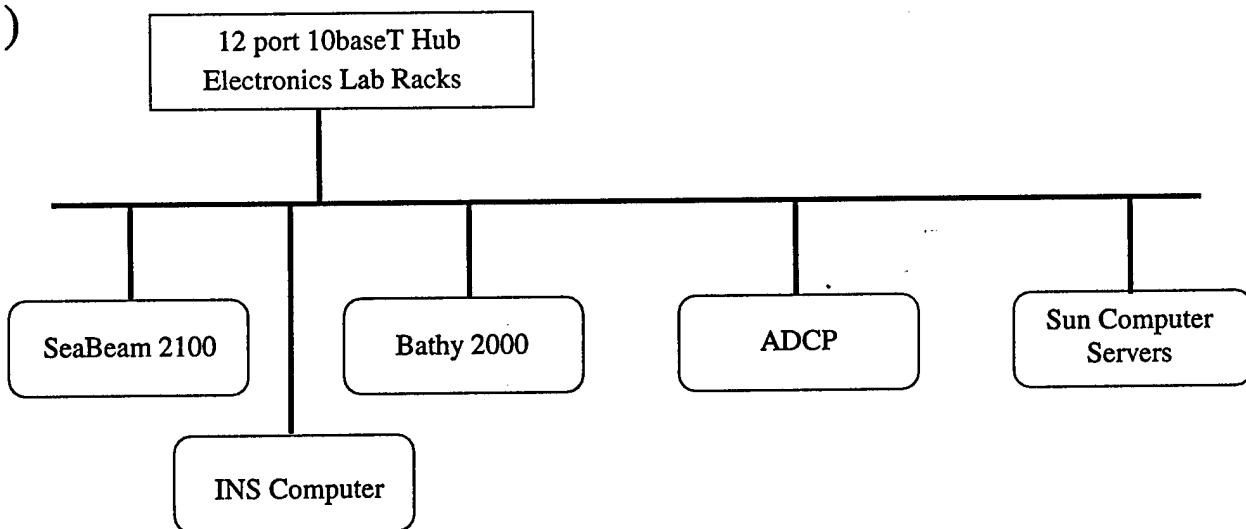 )
12 port 10baseT Hub
Electronics Lab Racks
SeaBeam 2100
Bathy 2000
ADCP
Sun Computer
Servers
INS Computer